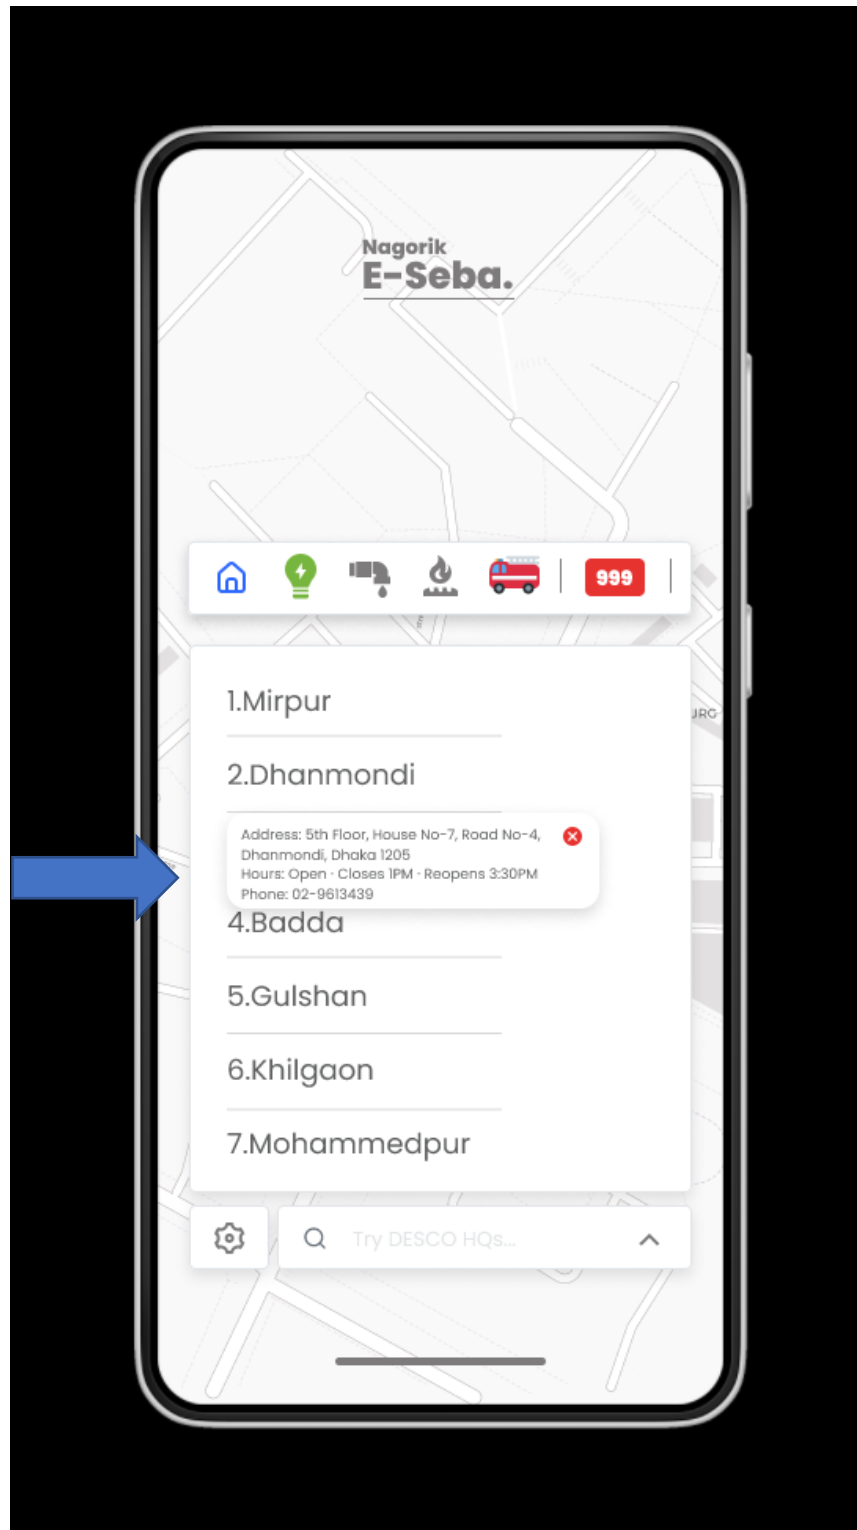 Nagorik
E-Seba.
999
1.Mirpur
URG
2.Dhanmondi
Address: 5th Floor, House No-7, Road No-4,
Dhanmondi, Dhaka 1205
Hours: Open · Closes 1PM · Reopens 3:30PM
Phone: 02-9613439
4.Badda
5.Gulshan
6.Khilgaon
7.Mohammedpur
Try DESCO HQs...